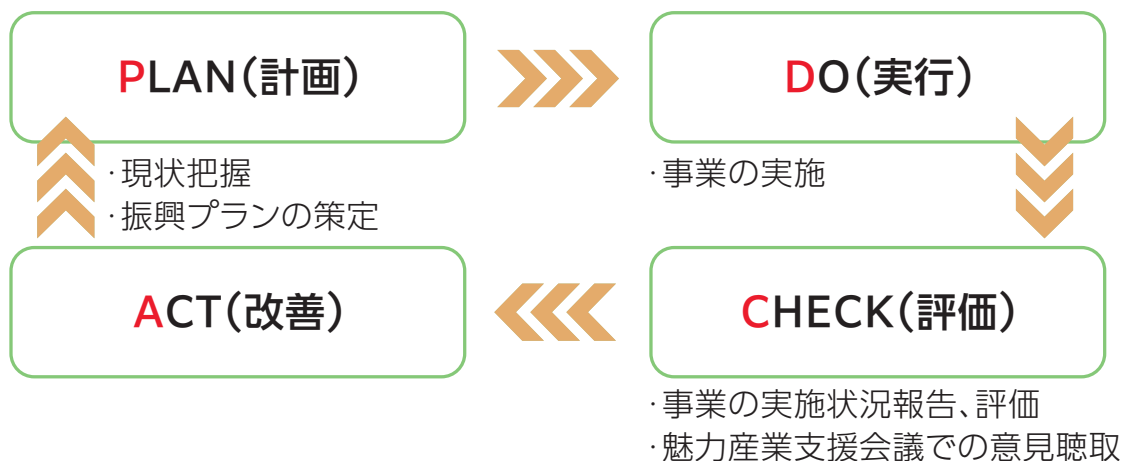 PLAN(計画)
DO(実行)
・現状把握
・振興プランの策定
・事業の実施
ACT(改善)
CHECK(評価)
・事業の実施状況報告、評価
・魅力産業支援会議での意見聴取